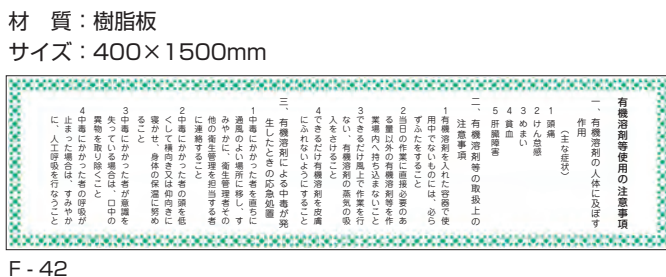 材　質：樹脂板
サイズ：400×1500mm
有機溶剤等使用の注意事項
一、有機溶剤の人体に及ぼす
作用
（主な症状）
1 頭痛
2 けん怠感
3 めまい
4 貧血
5 肝臓障害
二、有機溶剤等の取扱上の
注意事項
1 有機溶剤を入れた容器で使
用中でないものには、必ら
ずふたをすること
2 当日の作業に直接必要のあ
る量以外の有機溶剤等を作
業場内へ持ち込まないこと
3 できるだけ風上で作業を行
ない、有機溶剤の蒸気の吸
入をさけること
4 できるだけ有機溶剤を皮膚
にふれないようにすること
三、有機溶剤による中毒が発
生したときの応急処置
1 中毒にかかった者を直ちに
通風のよい場所に移し、す
みやかに、衛生管理者その
他の衛生管理を担当する者
に連絡すること
2 中毒にかかった者の頭を低
くして横向き又は仰向きに
寝かせ、身体の保温に努め
ること
3 中毒にかかった者が意識を
失っている場合は、口中の
異物を取り除くこと
4 中毒にかかった者の呼吸が
止まった場合は、すみやか
に、人工呼吸を行なうこと
F - 42